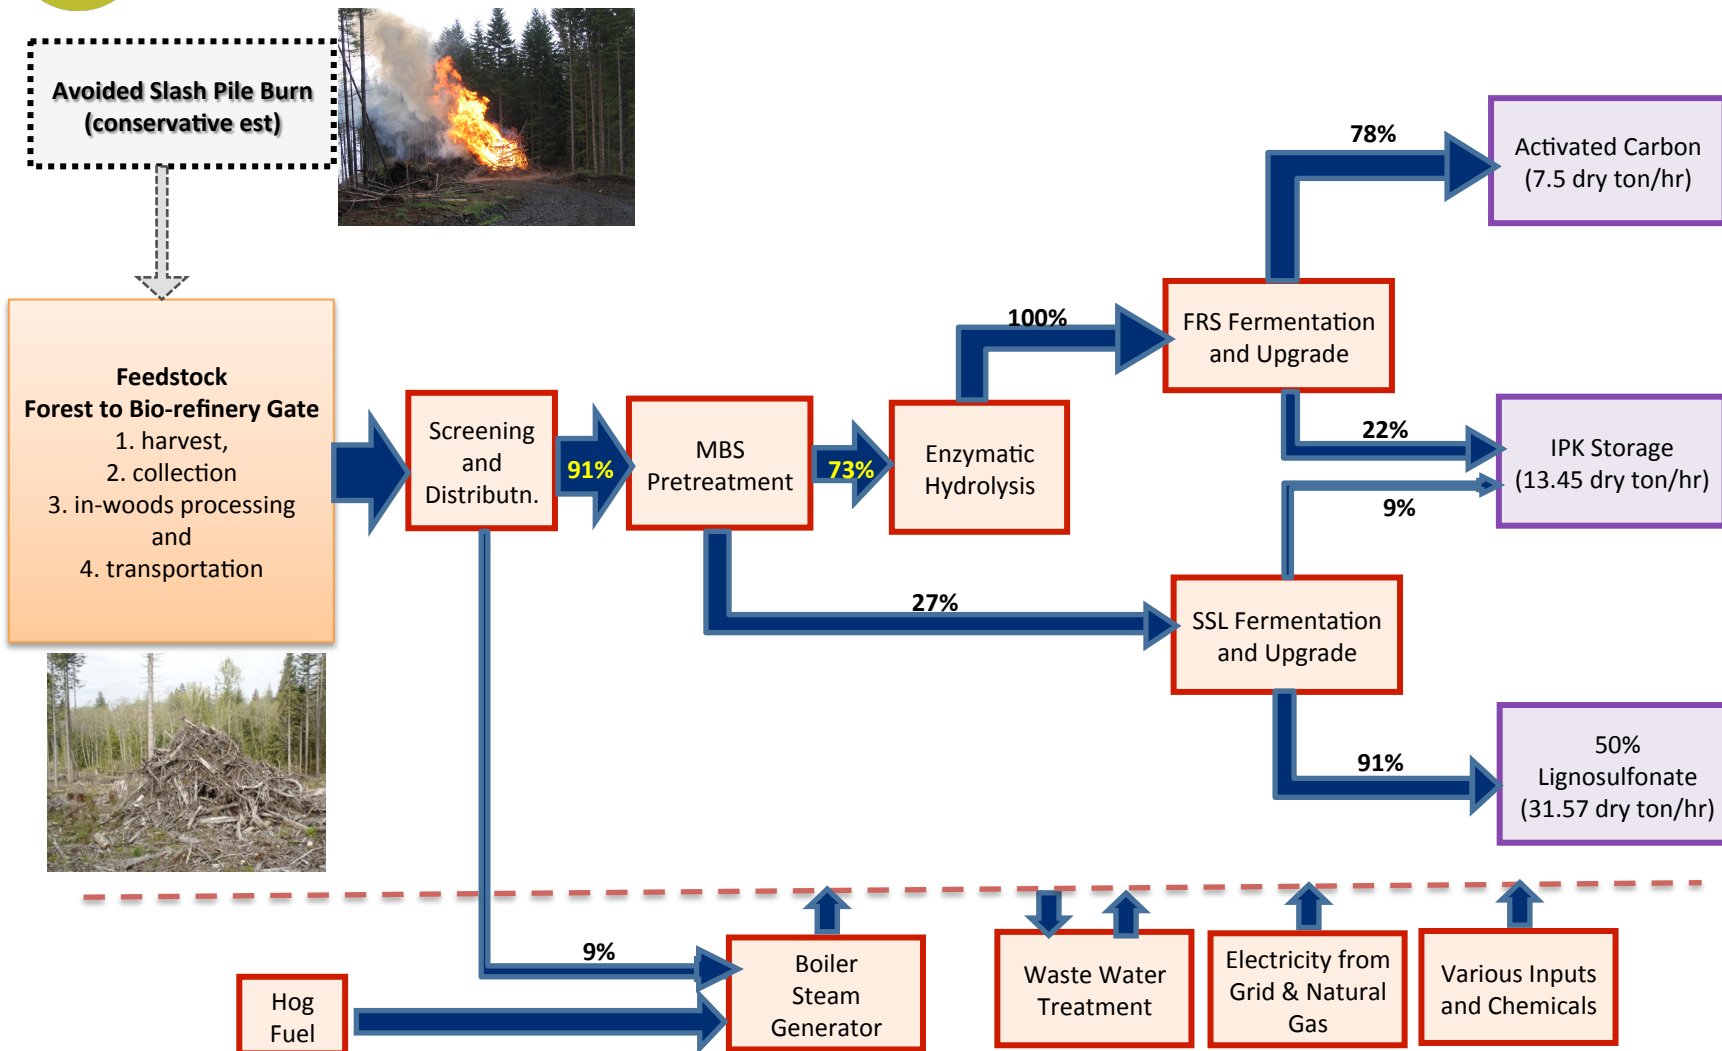 Avoided Slash Pile Burn
(conservative est)
78%
Activated Carbon
(7.5 dry ton/hr)
Feedstock
Forest to Bio-refinery Gate
1. harvest,
2. collection
3. in-woods processing
and
4. transportation
Screening
and
Distributn.
91%
MBS
Pretreatment
73%
Enzymatic
Hydrolysis
100%
FRS Fermentation
and Upgrade
22%
IPK Storage
(13.45 dry ton/hr)
9%
27%
SSL Fermentation
and Upgrade
91%
50%
Lignosulfonate
(31.57 dry ton/hr)
9%
Hog
Fuel
Boiler
Steam
Generator
Waste Water
Treatment
Electricity from
Grid & Natural
Gas
Various Inputs
and Chemicals